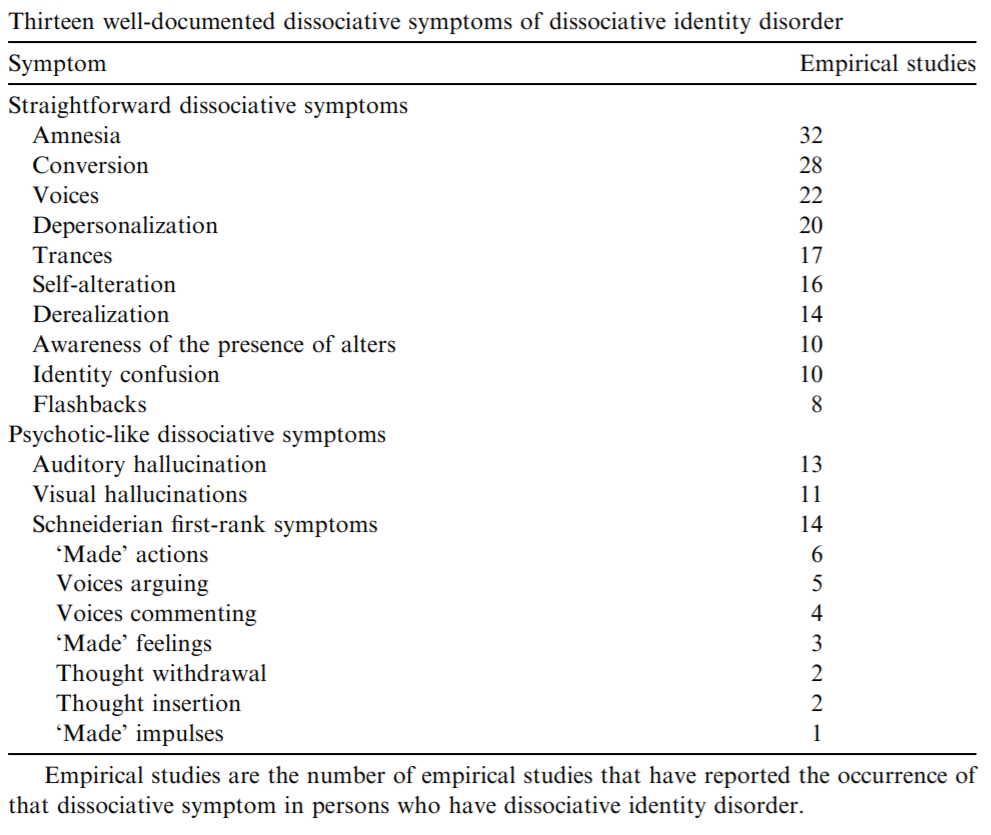 Thirteen well-documented dissociative symptoms of dissociative identity disorder
Symptom Empirical studies
Straightforward dissociative symptoms
Amnesia 32
Conversion 28
Voices 22
Depersonalization 20
Trances 17
Self-alteration 16
Derealization 14
Awareness of the presence of alters 10
Identity confusion 10
Flashbacks 8
Psychotic-like dissociative symptoms
Auditory hallucination 13
Visual hallucinations 11
Schneiderian first-rank symptoms 14
‘Made’ actions 6
Voices arguing 5
Voices commenting 4
‘Made’ feelings 3
Thought withdrawal 2
Thought insertion 2
‘Made’ impulses 1
Empirical studies are the number of empirical studies that have reported the occurrence of
that dissociative symptom in persons who have dissociative identity disorder.